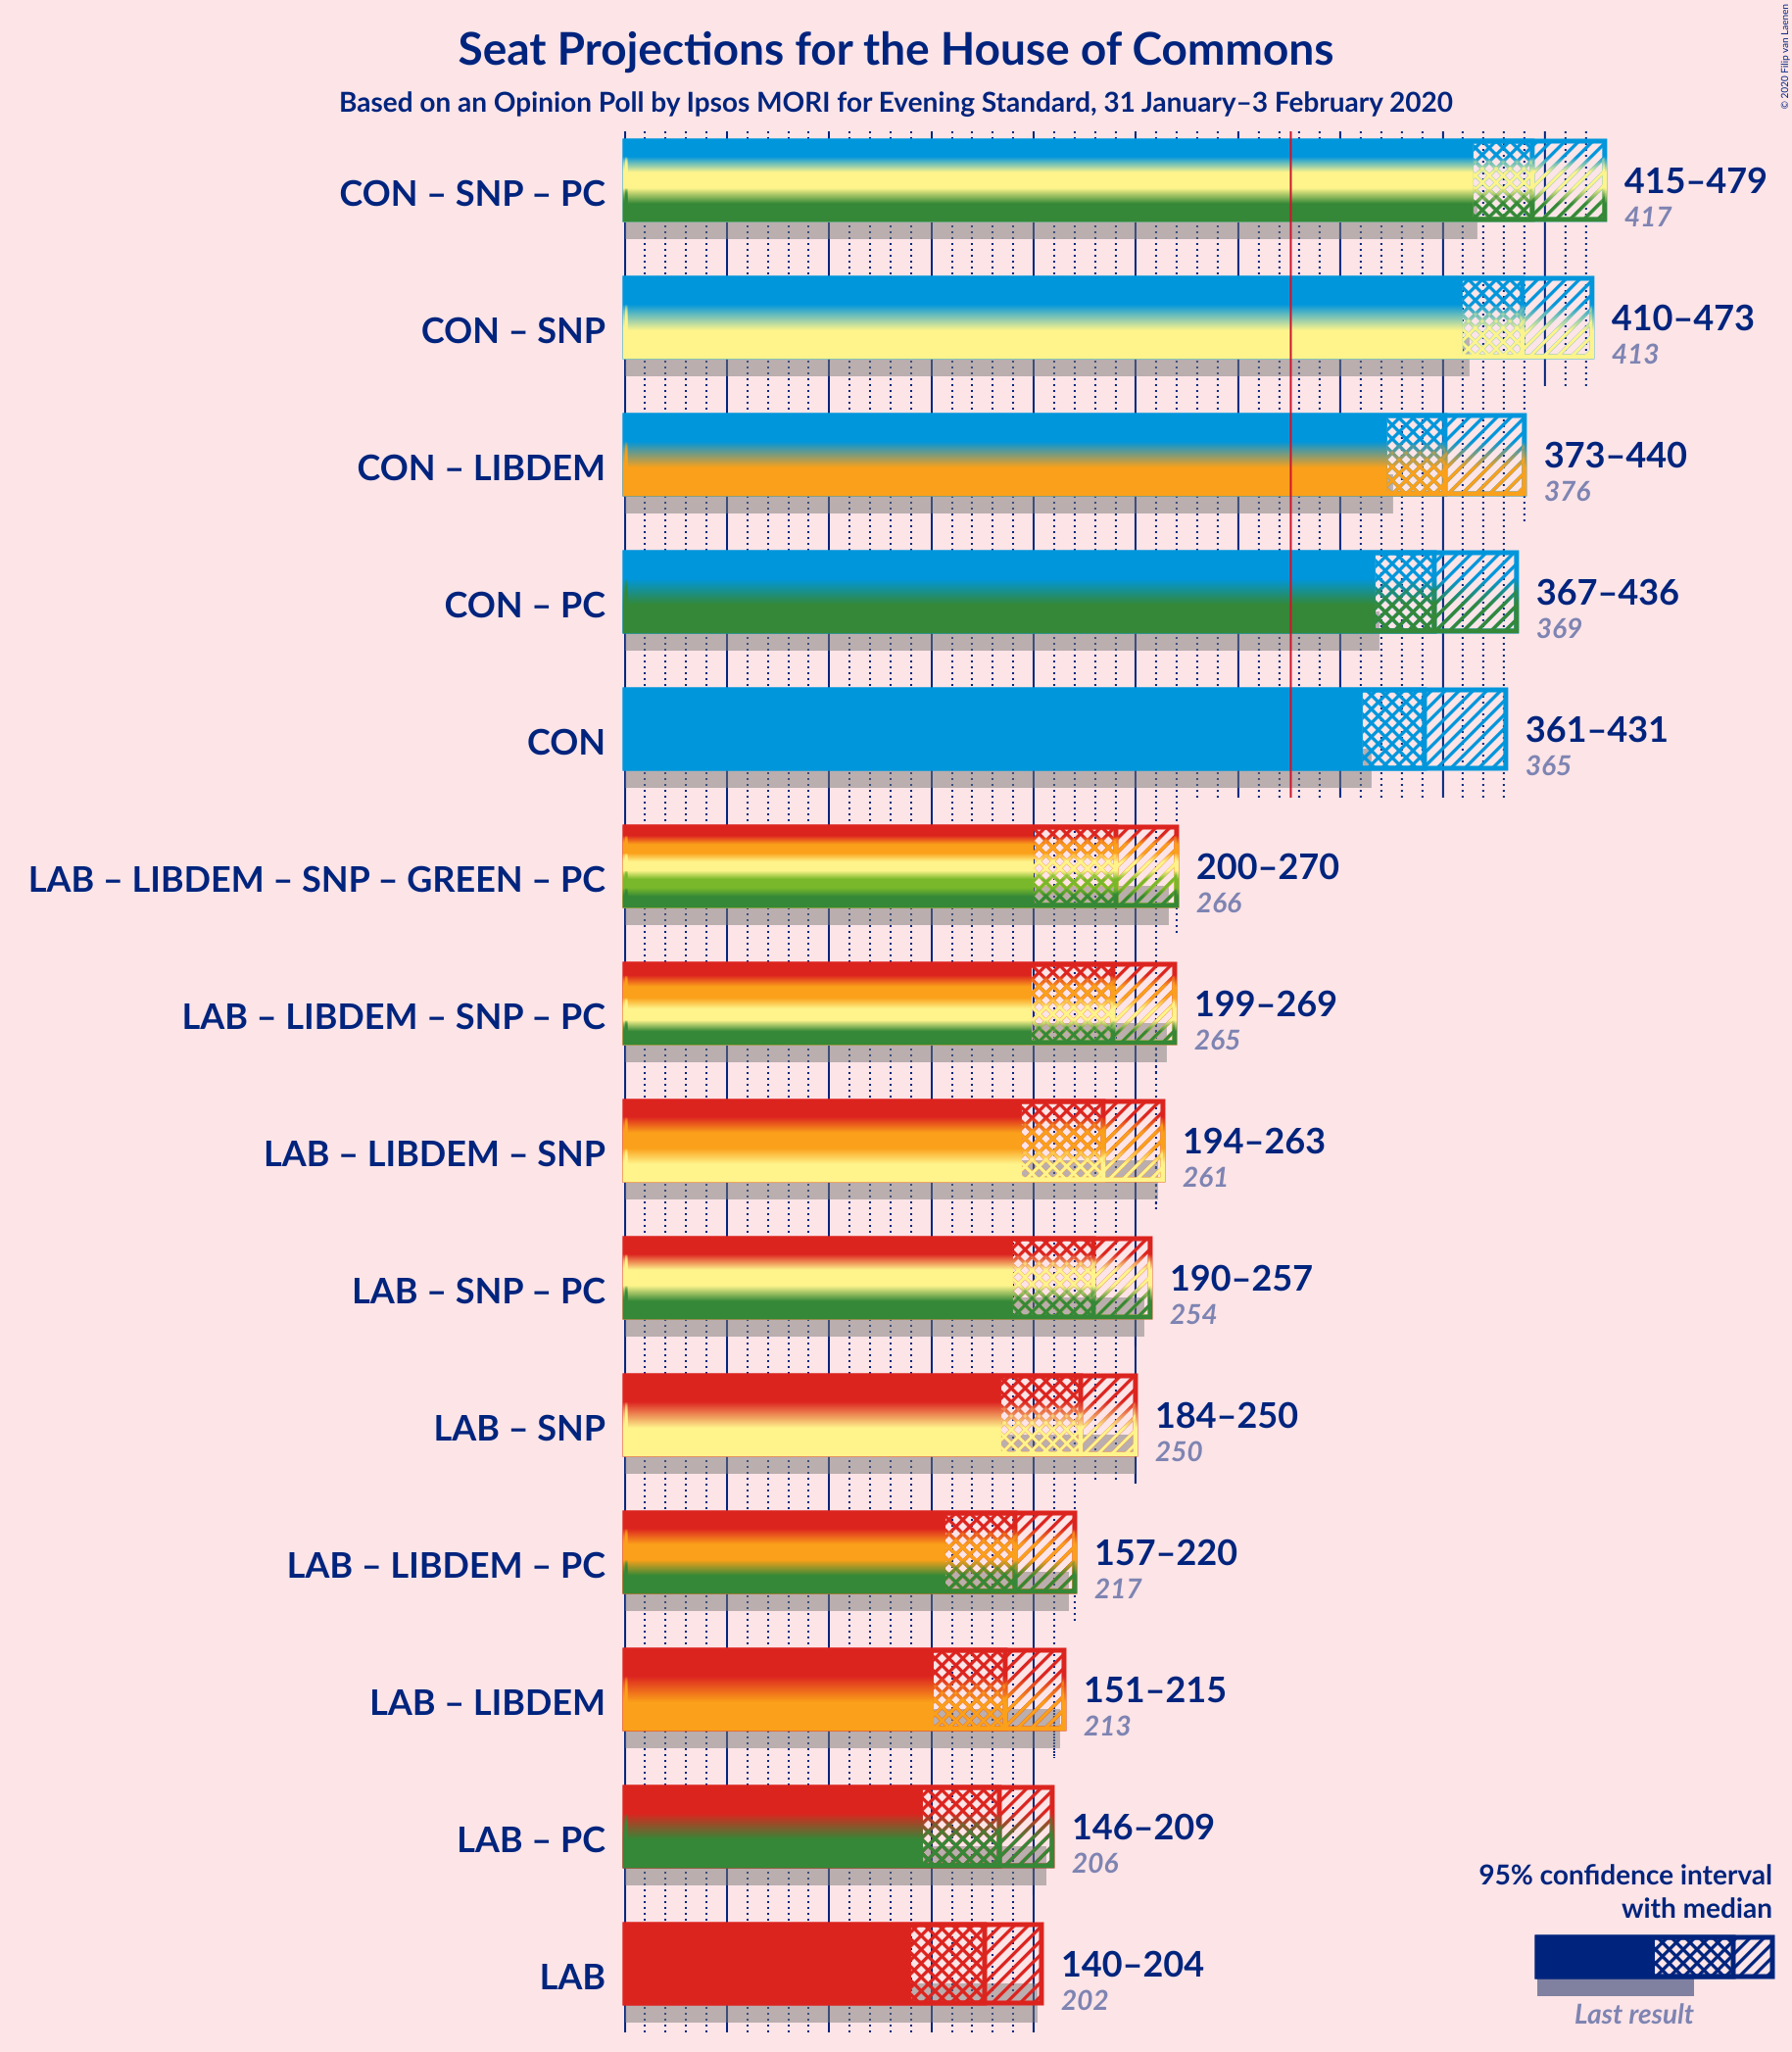 Seat Projections for the House of Commons
Based on an Opinion Poll by Ipsos MORI for Evening Standard, 31 January–3 February 2020
© 2020 Filip van Laenen
CON – SNP – PC
415–479
417
CON – SNP
410–473
413
CON – LIBDEM
373–440
376
CON – PC
367–436
369
CON
361–431
365
LAB – LIBDEM – SNP – GREEN – PC
200–270
266
LAB – LIBDEM – SNP – PC
199–269
265
LAB – LIBDEM – SNP
194–263
261
LAB – SNP – PC
190–257
254
LAB – SNP
184–250
250
LAB – LIBDEM – PC
157–220
217
LAB – LIBDEM
151–215
213
LAB – PC
146–209
206
LAB
140–204
202
95% confidence interval
with median
Last result